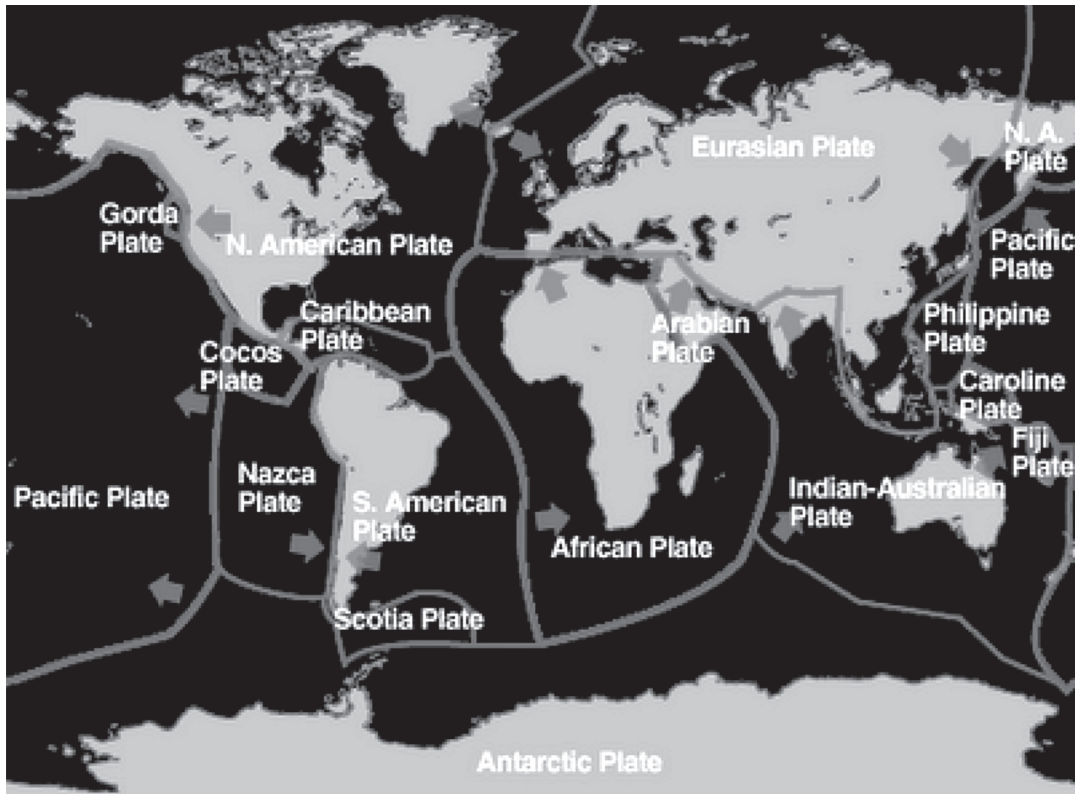 Eurasian Plate
N. A.
Plate
Gorda
Plate
N. American Plate
Pacific
Plate
Caribbean
Plate
Arabian
Plate
Philippine
Plate
Cocos
Plate
Caroline
Plate
Fiji
Plate
Pacific Plate
Nazca
Plate
S. American
Plate
African Plate
Indian-Australian
Plate
Scotia Plate
Antarctic Plate